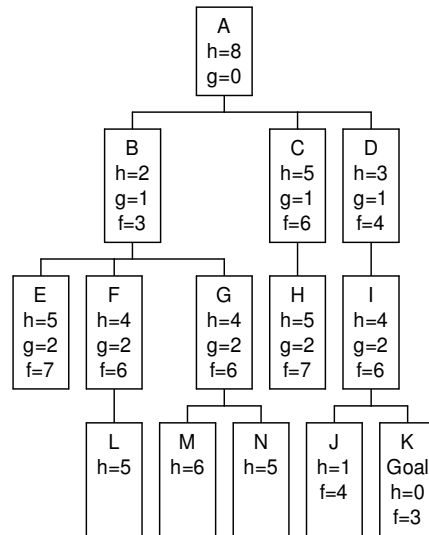 A
h=8
g=0
B
h=2
g=1
f=3
C
h=5
g=1
f=6
D
h=3
g=1
f=4
E
h=5
g=2
f=7
F
h=4
g=2
f=6
G
h=4
g=2
f=6
H
h=5
g=2
f=7
I
h=4
g=2
f=6
L
h=5
M
h=6
N
h=5
J
h=1
f=4
K
Goal
h=0
f=3